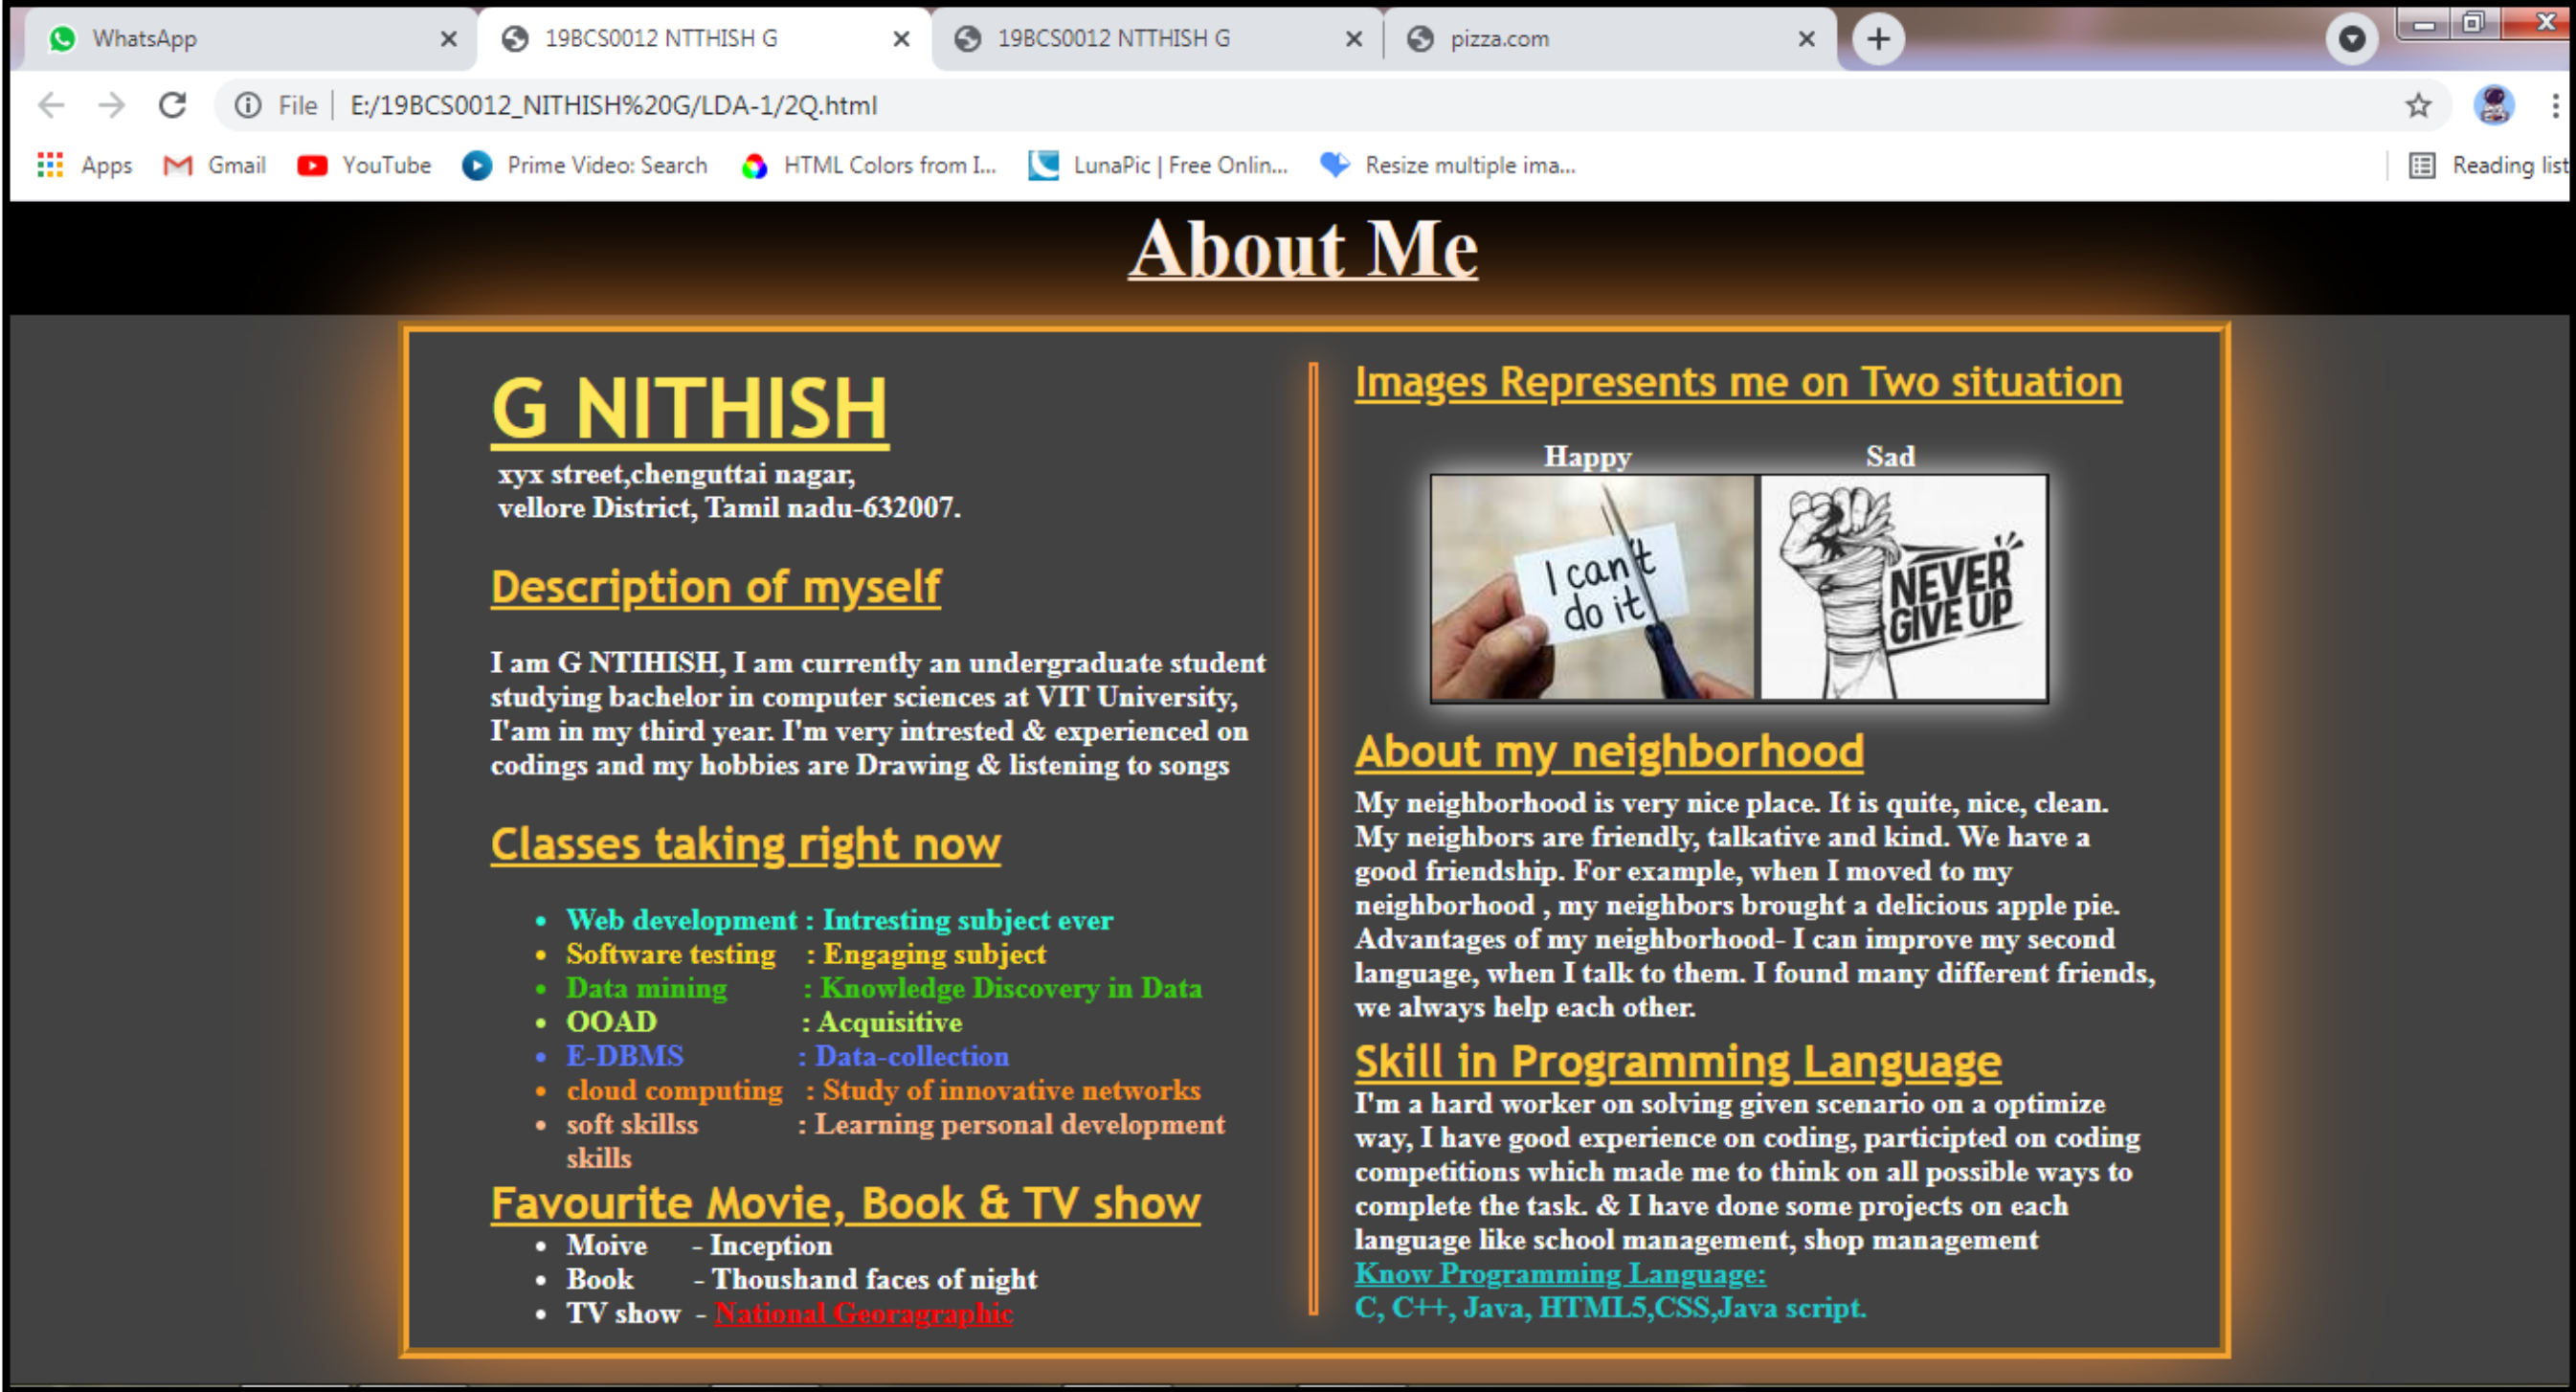 WhatsApp
19BCS0012 NTTHISH G
19BCS0012 NTTHISH G
pizza.com
File
E:/19BCS0012_NITHISH%20G/LDA-1/2Q.html
Apps
Gmail
YouTube
Prime Video: Search
HTML Colors from I...
LunaPic | Free Onlin...
Resize multiple ima...
Reading list
About Me
G NITHISH
xyx street,chenguttai nagar,
vellore District, Tamil nadu-632007.
Description of myself
I am G NTIHISH, I am currently an undergraduate student
studying bachelor in computer sciences at VIT University,
I'am in my third year. I'm very intrested & experienced on
codings and my hobbies are Drawing & listening to songs
Classes taking right now
• Web development : Intresting subject ever
• Software testing : Engaging subject
• Data mining : Knowledge Discovery in Data
• OOAD : Acquisitive
• E-DBMS : Data-collection
• cloud computing : Study of innovative networks
• soft skillss : Learning personal development
skills
Favourite Movie, Book & TV show
• Moive - Inception
• Book - Thoushand faces of night
• TV show - National Georagraphic
Images Represents me on Two situation
Happy
Sad
I can't
do it
NEVER
GIVE UP
About my neighborhood
My neighborhood is very nice place. It is quite, nice, clean.
My neighbors are friendly, talkative and kind. We have a
good friendship. For example, when I moved to my
neighborhood , my neighbors brought a delicious apple pie.
Advantages of my neighborhood- I can improve my second
language, when I talk to them. I found many different friends,
we always help each other.
Skill in Programming Language
I'm a hard worker on solving given scenario on a optimize
way, I have good experience on coding, participted on coding
competitions which made me to think on all possible ways to
complete the task. & I have done some projects on each
language like school management, shop management
Know Programming Language:
C, C++, Java, HTML5,CSS,Java script.